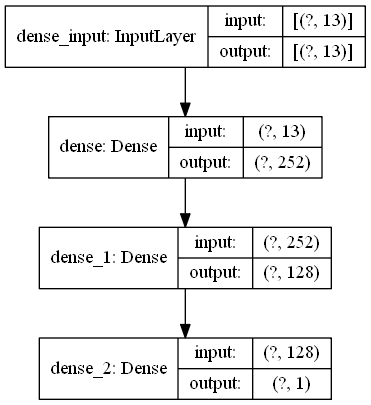 dense_input: InputLayer
input: [(?, 13)]
output: [(?, 13)]
dense: Dense
input: (?, 13)
output: (?, 252)
dense_1: Dense
input: (?, 252)
output: (?, 128)
dense_2: Dense
input: (?, 128)
output: (?, 1)